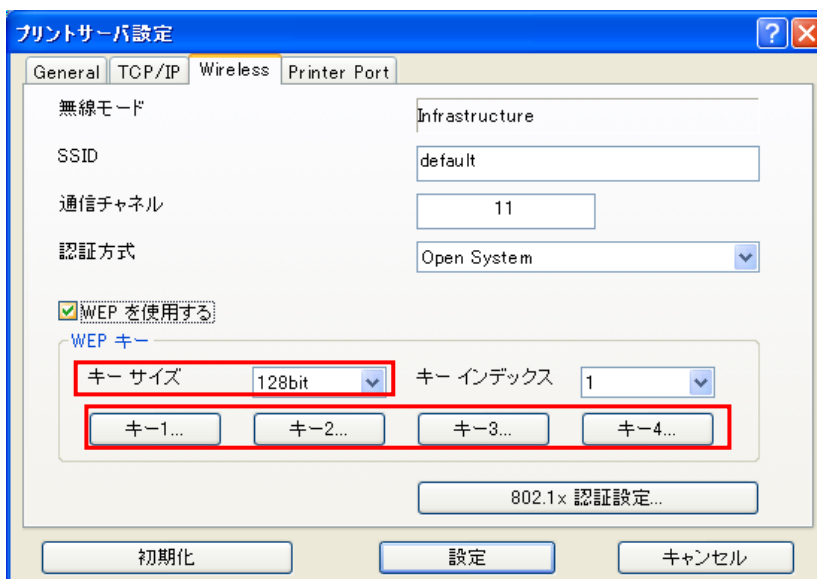 プリントサーバ設定
General TCP/IP Wireless Printer Port
無線モード Infrastructure
SSID default
通信チャネル 11
認証方式 Open System
WEP を使用する
WEP キー
キー サイズ 128bit キー インデックス 1
キー1... キー2... キー3... キー4...
802.1x 認証設定...
初期化 設定 キャンセル